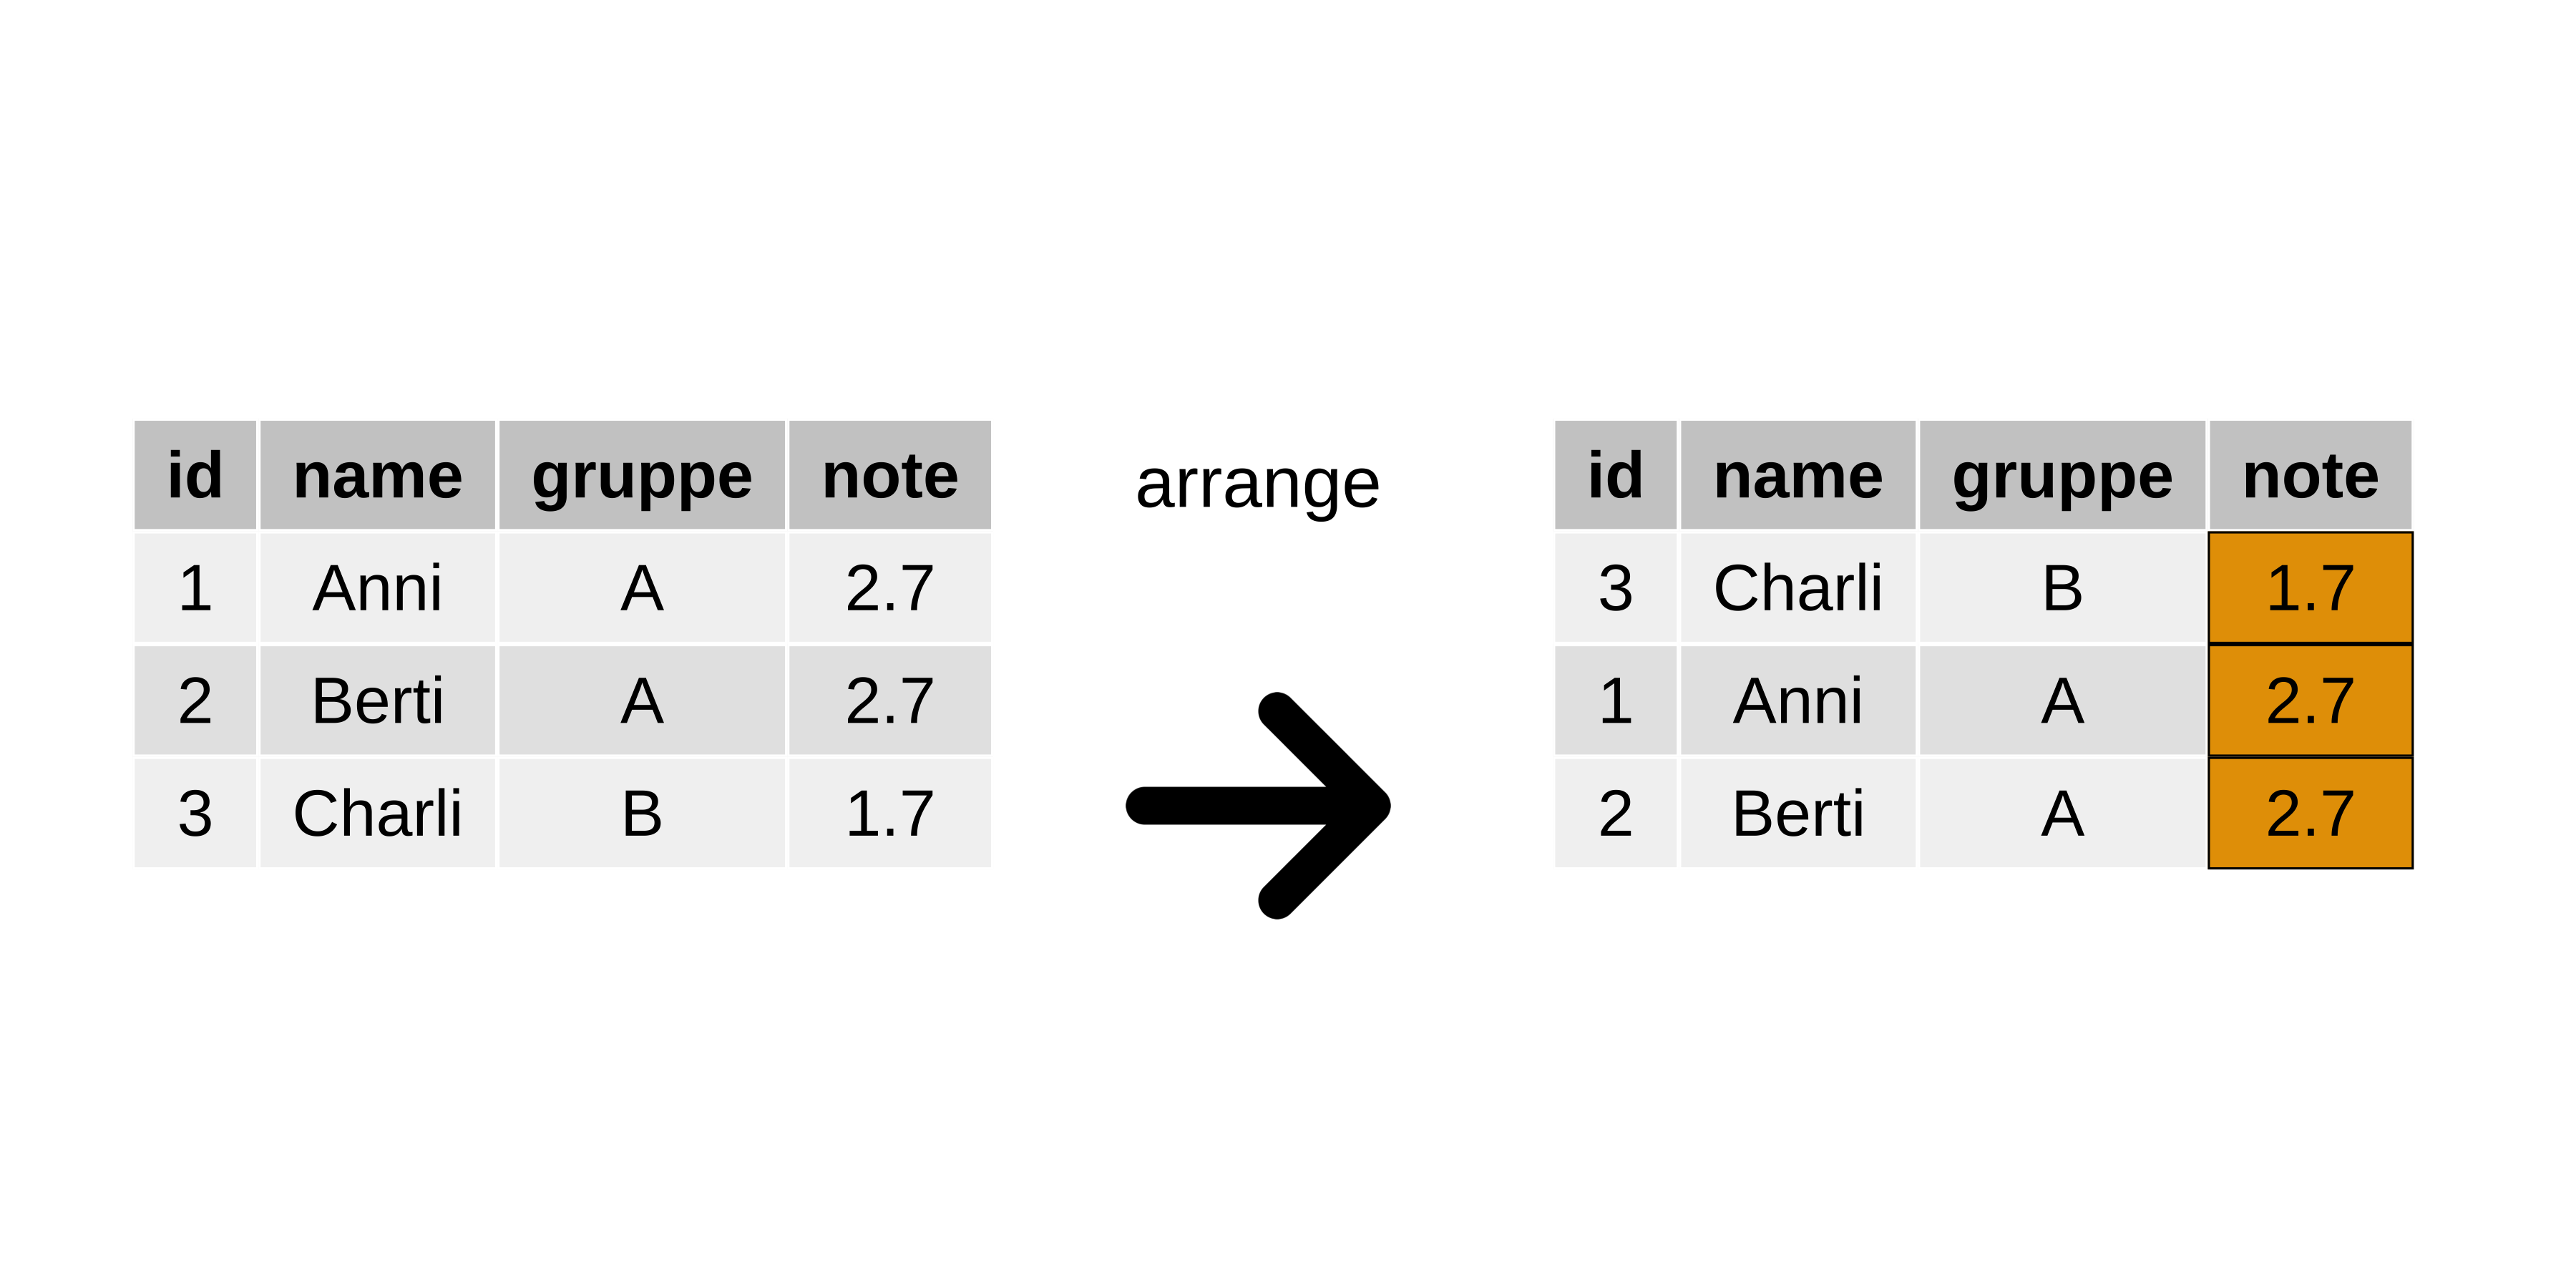 id name gruppe note
1 Anni A 2.7
2 Berti A 2.7
3 Charli B 1.7
arrange
id name gruppe note
3 Charli B 1.7
1 Anni A 2.7
2 Berti A 2.7